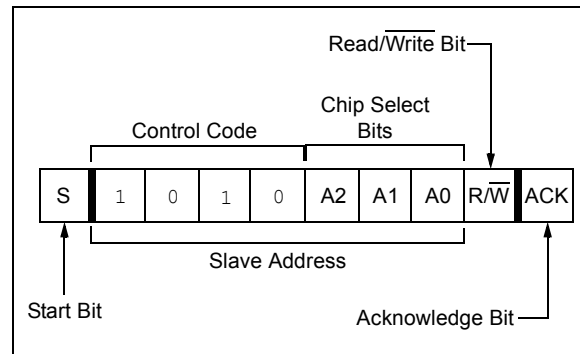 Read/Write Bit
Chip Select
Bits
Control Code
S 1 0 1 0 A2 A1 A0 R/W ACK
Slave Address
Start Bit
Acknowledge Bit